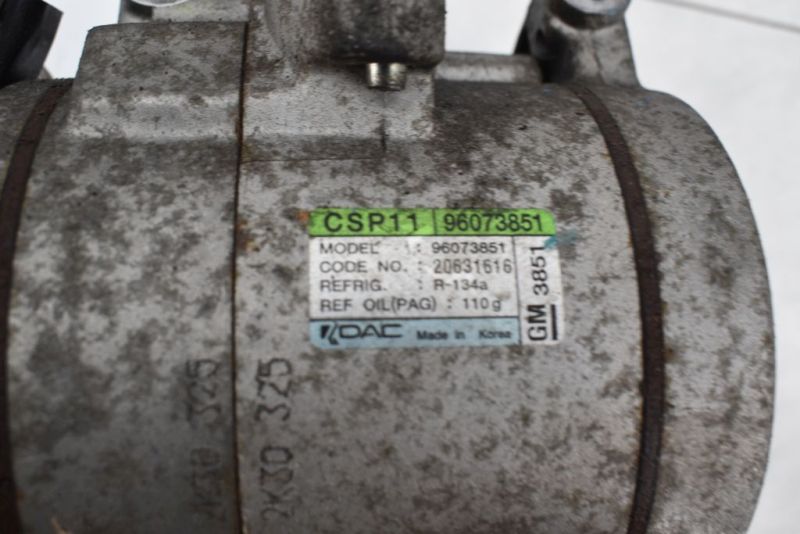 CSP11 96073851
MODEL : 96073851
CODE NO. : 20631616
REFRIG. : R-134a
REF OIL(PAG) : 110g
DAC Made in Korea
GM 3851
2K30 325
2K30 325